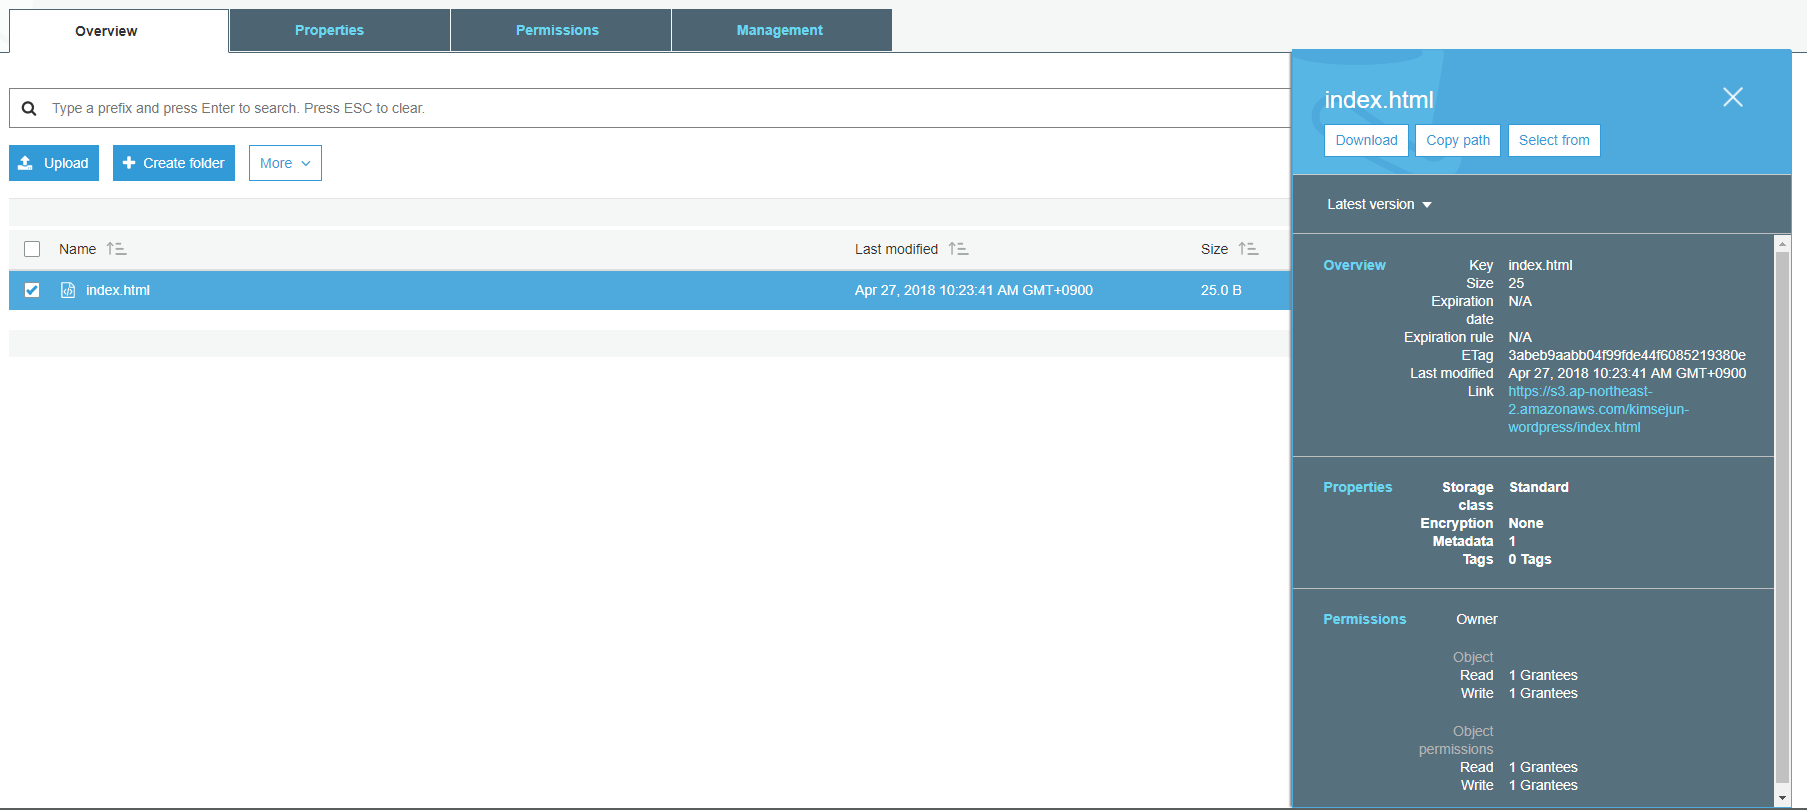 Overview
Properties
Permissions
Management
Type a prefix and press Enter to search. Press ESC to clear.
Upload
Create folder
More
Name
Last modified
Size
index.html
Apr 27, 2018 10:23:41 AM GMT+0900
25.0 B
index.html
Download
Copy path
Select from
Latest version
Overview
Key index.html
Size 25
Expiration N/A
date
Expiration rule N/A
ETag 3abeb9aabb04f99fde44f6085219380e
Last modified Apr 27, 2018 10:23:41 AM GMT+0900
Link https://s3.ap-northeast-
2.amazonaws.com/kimsejun-
wordpress/index.html
Properties
Storage Standard
class
Encryption None
Metadata 1
Tags 0 Tags
Permissions
Owner
Object
Read 1 Grantees
Write 1 Grantees
Object
permissions
Read 1 Grantees
Write 1 Grantees